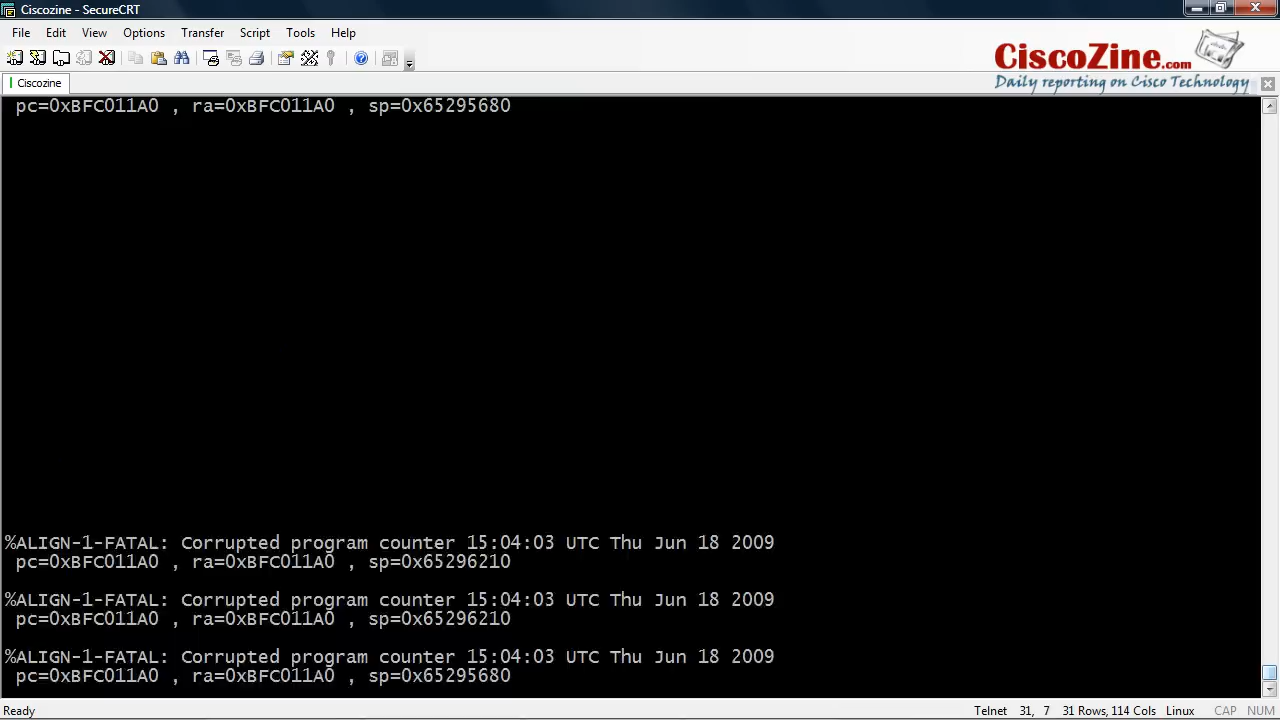 Ciscozine - SecureCRT
File Edit View Options Transfer Script Tools Help
CiscoZine.com
Daily reporting on Cisco Technology
Ciscozine
pc=0xBFC011A0 , ra=0xBFC011A0 , sp=0x65295680
%ALIGN-1-FATAL: Corrupted program counter 15:04:03 UTC Thu Jun 18 2009
pc=0xBFC011A0 , ra=0xBFC011A0 , sp=0x65296210
%ALIGN-1-FATAL: Corrupted program counter 15:04:03 UTC Thu Jun 18 2009
pc=0xBFC011A0 , ra=0xBFC011A0 , sp=0x65296210
%ALIGN-1-FATAL: Corrupted program counter 15:04:03 UTC Thu Jun 18 2009
pc=0xBFC011A0 , ra=0xBFC011A0 , sp=0x65295680
Ready Telnet 31, 7 31 Rows, 114 Cols Linux CAP NUM